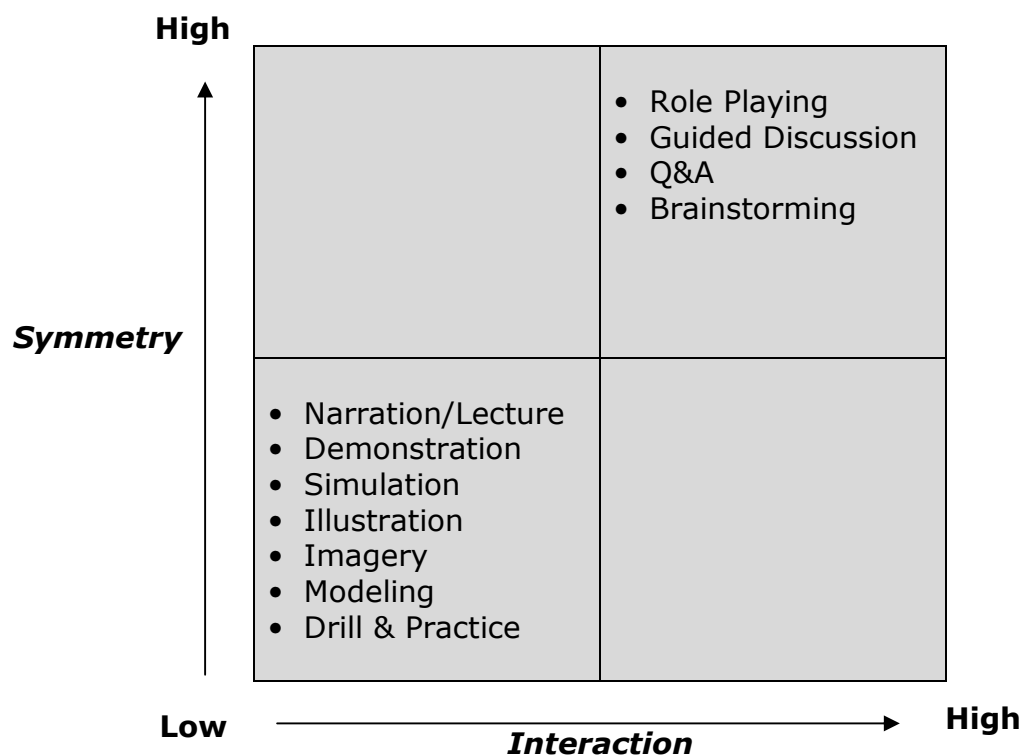 High
• Role Playing
• Guided Discussion
• Q&A
• Brainstorming
Symmetry
• Narration/Lecture
• Demonstration
• Simulation
• Illustration
• Imagery
• Modeling
• Drill & Practice
Low
Interaction
High